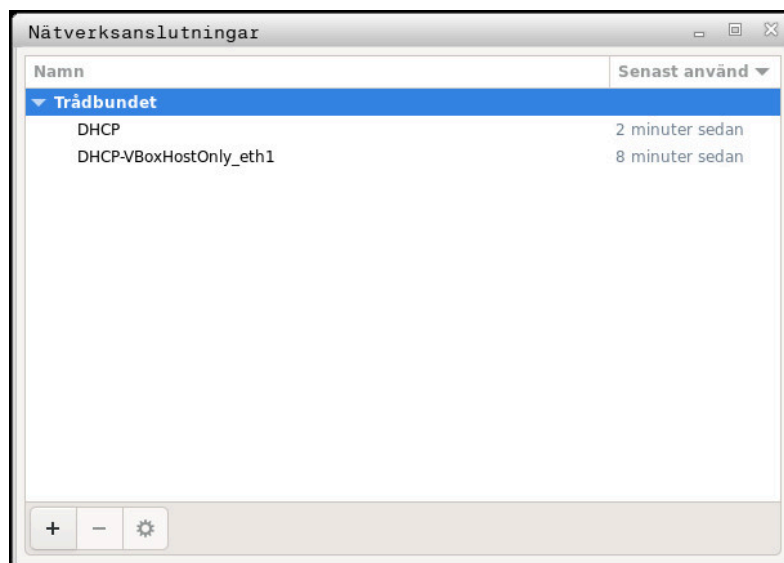 Nätverksanslutningar
Namn Senast använd
Trådbundet
DHCP 2 minuter sedan
DHCP-VBoxHostOnly_eth1 8 minuter sedan